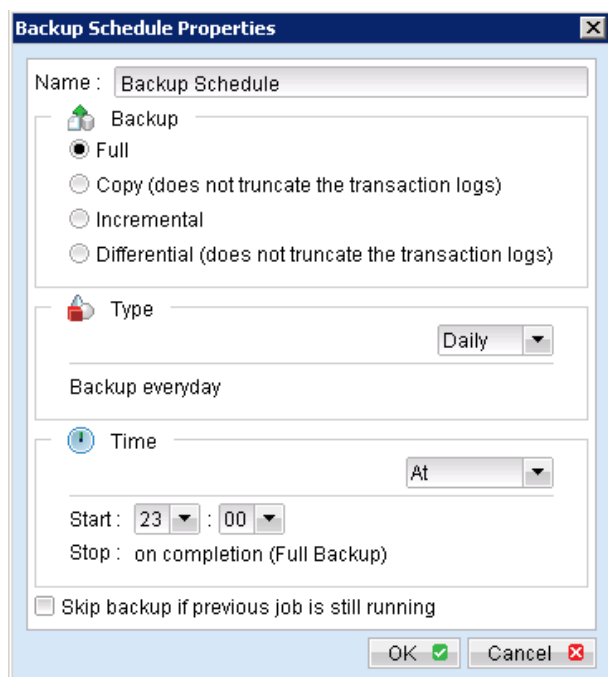 Backup Schedule Properties
Name : Backup Schedule
Backup
Full
Copy (does not truncate the transaction logs)
Incremental
Differential (does not truncate the transaction logs)
Type
Daily
Backup everyday
Time
At
Start : 23 : 00
Stop : on completion (Full Backup)
Skip backup if previous job is still running
OK Cancel